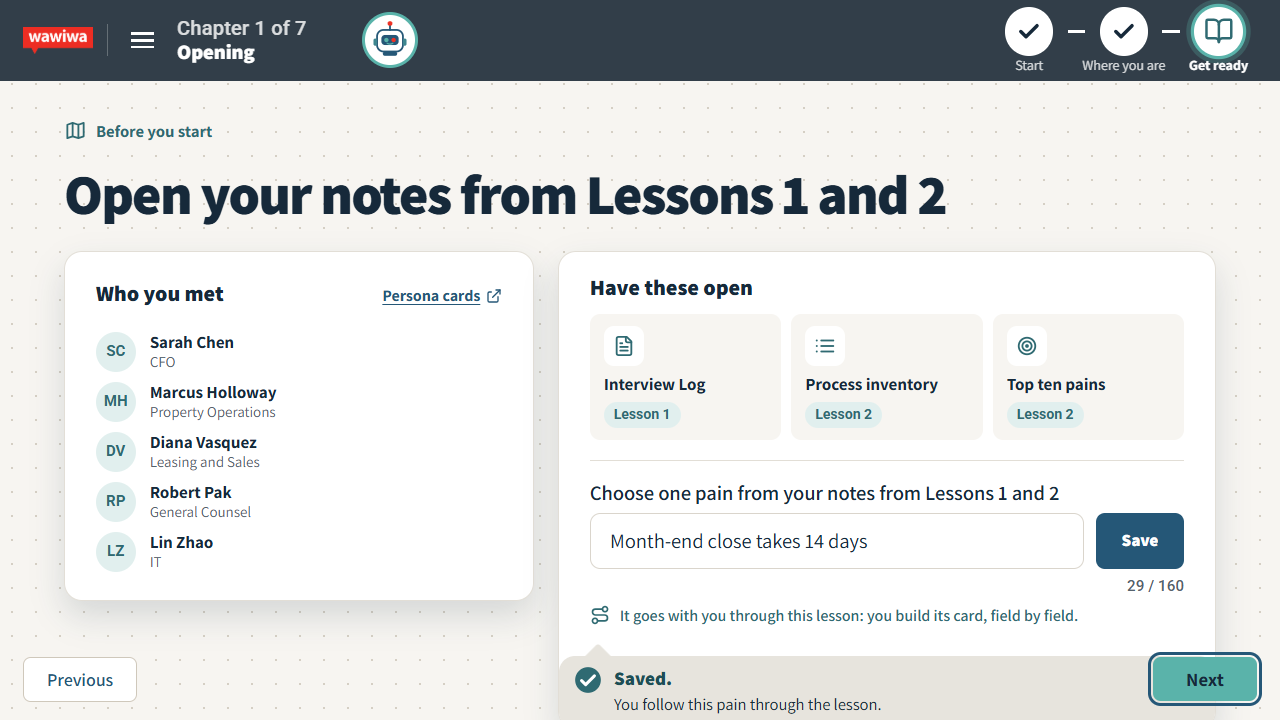 wawiwa
Chapter 1 of 7
Opening
Start
Where you are
Get ready
Before you start
Open your notes from Lessons 1 and 2
Who you met
Persona cards
SC
Sarah Chen
CFO
MH
Marcus Holloway
Property Operations
DV
Diana Vasquez
Leasing and Sales
RP
Robert Pak
General Counsel
LZ
Lin Zhao
IT
Have these open
Interview Log
Lesson 1
Process inventory
Lesson 2
Top ten pains
Lesson 2
Choose one pain from your notes from Lessons 1 and 2
Month-end close takes 14 days
Save
29 / 160
It goes with you through this lesson: you build its card, field by field.
Saved.
You follow this pain through the lesson.
Previous
Next